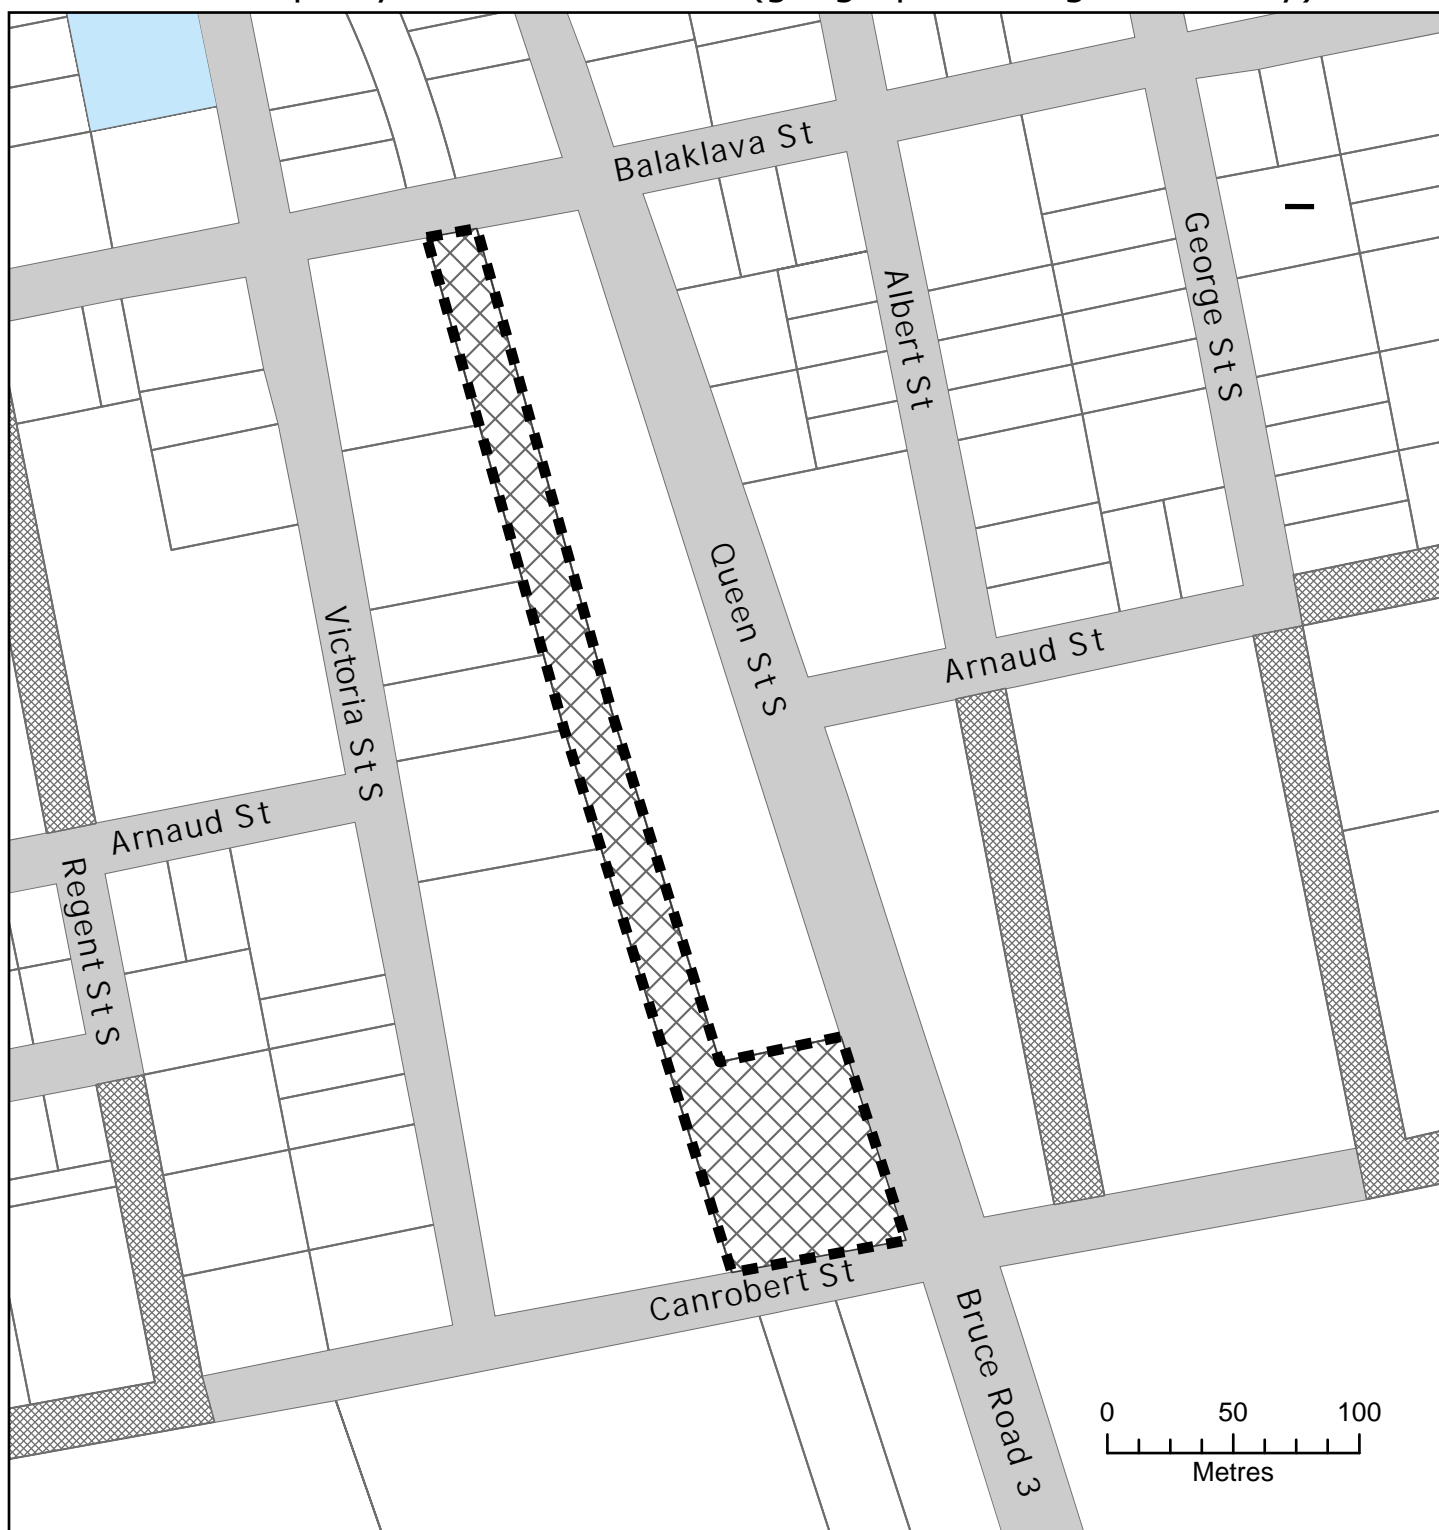 Balaklava St
George St S
Albert St
Queen St S
Victoria St S
Arnaud St
Arnaud St
Regent St S
Canrobert St
Bruce Road 3
0 50 100
Metres